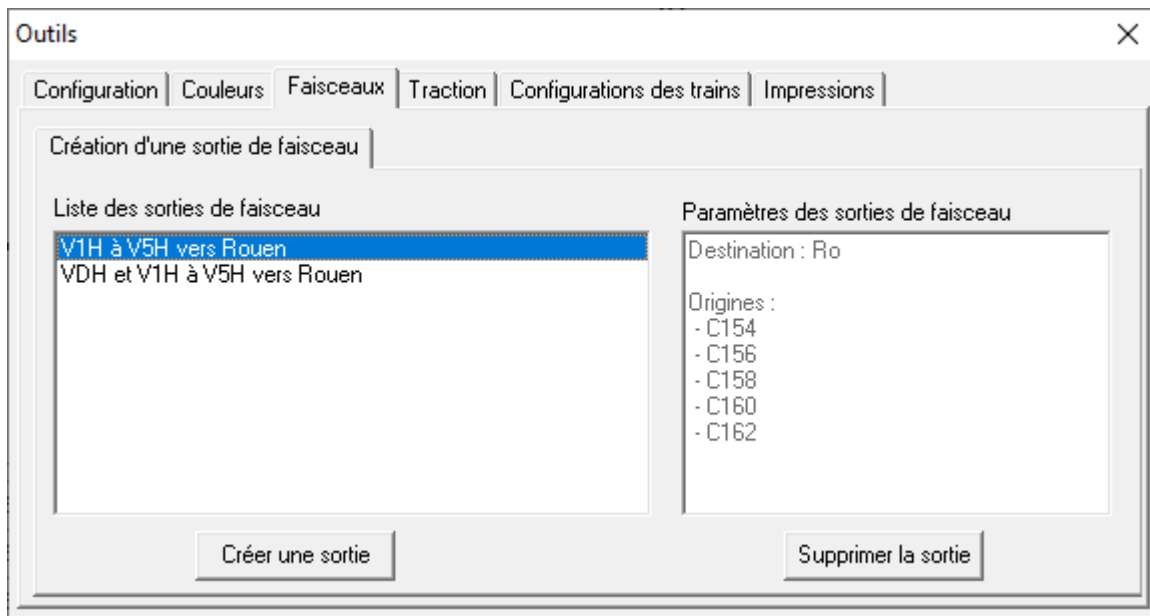 Outils
Configuration Couleurs Faisceaux Traction Configurations des trains Impressions
Création d'une sortie de faisceau
Liste des sorties de faisceau
V1H à V5H vers Rouen
VDH et V1H à V5H vers Rouen
Créer une sortie
Paramètres des sorties de faisceau
Destination : Ro
Origines :
- C154
- C156
- C158
- C160
- C162
Supprimer la sortie